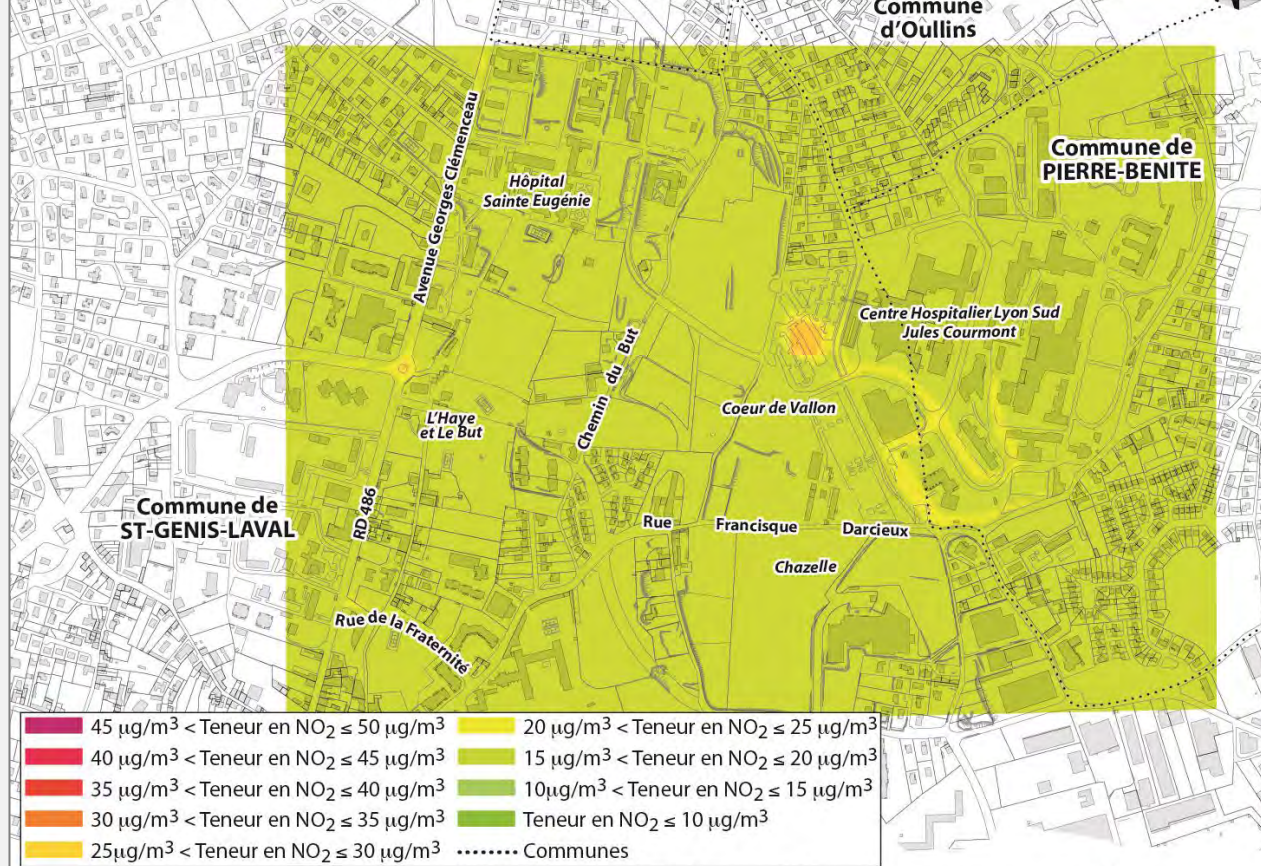 Commune
d'Oullins
Commune de
PIERRE-BENITE
Avenue Georges Clémenceau
Hôpital
Sainte Eugénie
Centre Hospitalier Lyon Sud
Jules Courmont
Chemin du But
Coeur de Vallon
L'Haye
et Le But
Commune de
ST-GENIS-LAVAL
RD 486
Rue Francisque Darcieux
Chazelle
Rue de la Fraternité
45 µg/m³ < Teneur en NO₂ ≤ 50 µg/m³
40 µg/m³ < Teneur en NO₂ ≤ 45 µg/m³
35 µg/m³ < Teneur en NO₂ ≤ 40 µg/m³
30 µg/m³ < Teneur en NO₂ ≤ 35 µg/m³
25µg/m³ < Teneur en NO₂ ≤ 30 µg/m³
20 µg/m³ < Teneur en NO₂ ≤ 25 µg/m³
15 µg/m³ < Teneur en NO₂ ≤ 20 µg/m³
10µg/m³ < Teneur en NO₂ ≤ 15 µg/m³
Teneur en NO₂ ≤ 10 µg/m³
Communes